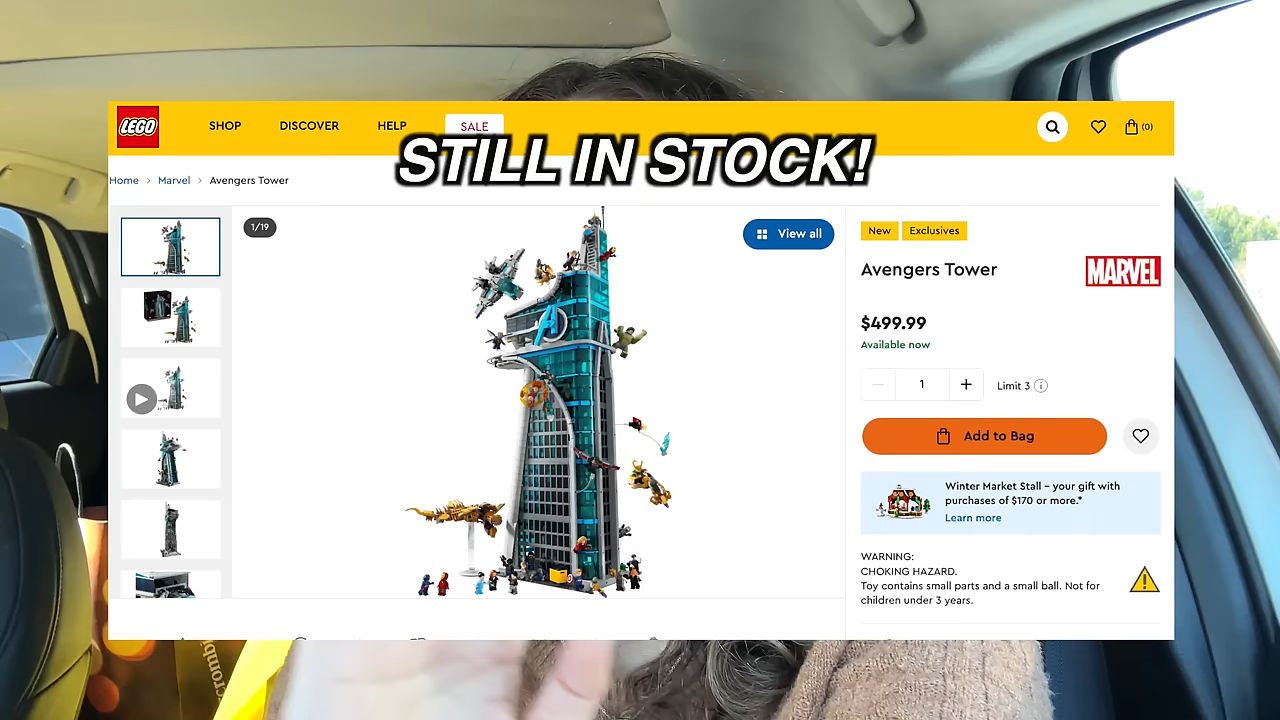 LEGO
SHOP
DISCOVER
HELP
SALE
(0)
STILL IN STOCK!
Home > Marvel > Avengers Tower
1/19
View all
New
Exclusives
Avengers Tower
MARVEL
$499.99
Available now
1
Limit 3
Add to Bag
Winter Market Stall – your gift with
purchases of $170 or more.*
Learn more
WARNING:
CHOKING HAZARD.
Toy contains small parts and a small ball. Not for
children under 3 years.